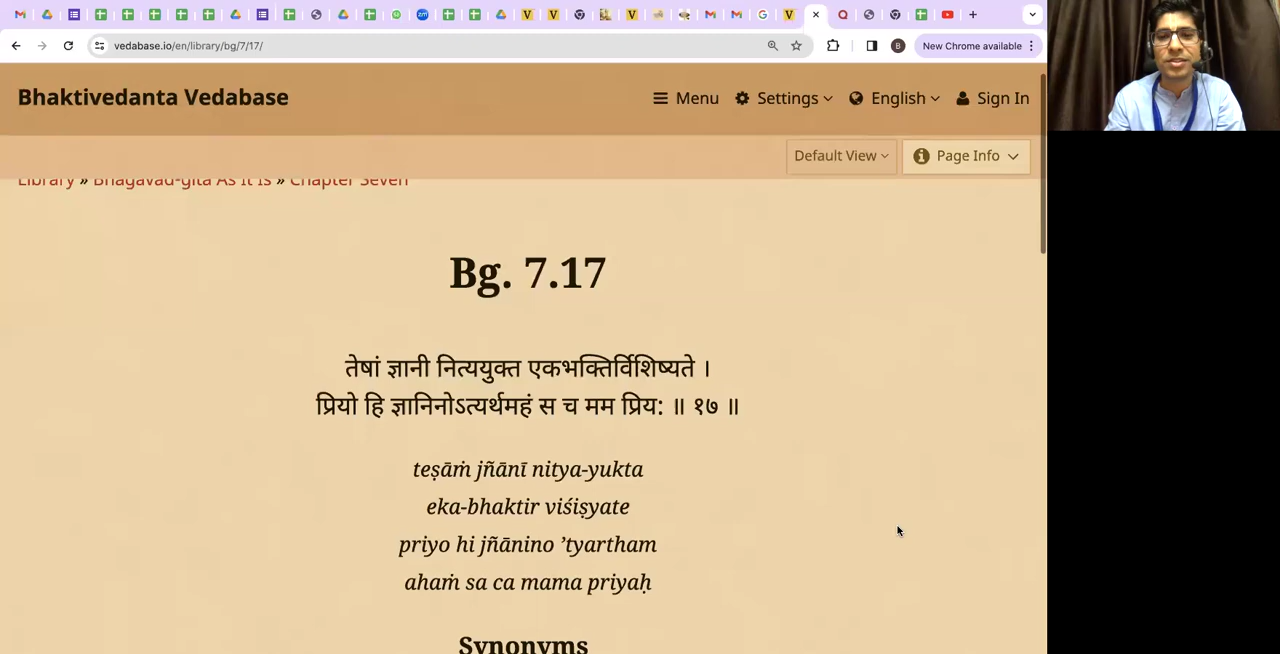 vedabase.io/en/library/bg/7/17/
New Chrome available
Bhaktivedanta Vedabase
Menu Settings English Sign In
Default View Page Info
Library » Bhagavad-gītā As It Is » Chapter Seven
Bg. 7.17
तेषां ज्ञानी नित्ययुक्त एकभक्तिर्विशिष्यते ।
प्रियो हि ज्ञानिनोऽत्यर्थमहं स च मम प्रिय: ॥ १७ ॥
teṣāṁ jñānī nitya-yukta
eka-bhaktir viśiṣyate
priyo hi jñānino ’tyartham
ahaṁ sa ca mama priyaḥ
Synonyms